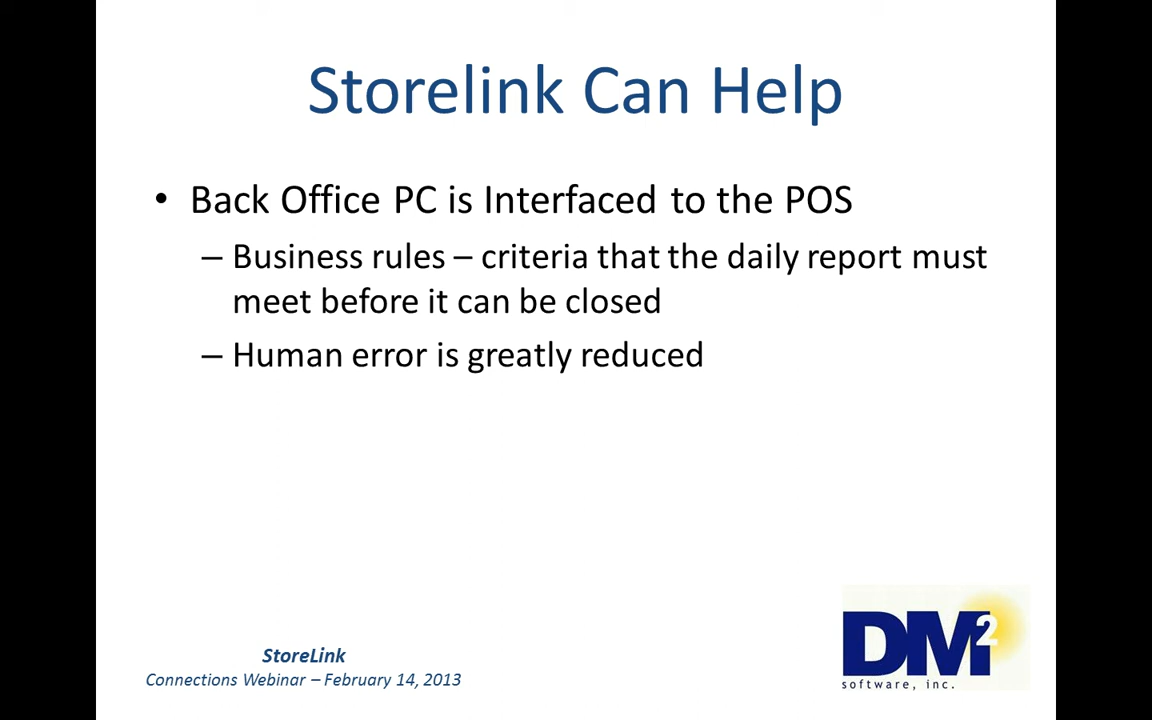 Storelink Can Help
• Back Office PC is Interfaced to the POS
– Business rules – criteria that the daily report must
meet before it can be closed
– Human error is greatly reduced
StoreLink
Connections Webinar – February 14, 2013
DM2
software, inc.